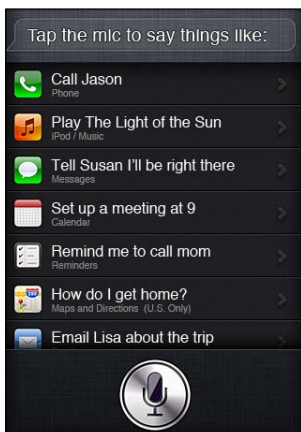 Tap the mic to say things like:
Call Jason
Phone
Play The Light of the Sun
iPod / Music
Tell Susan I'll be right there
Messages
Set up a meeting at 9
Calendar
Remind me to call mom
Reminders
How do I get home?
Maps and Directions (U.S. Only)
Email Lisa about the trip